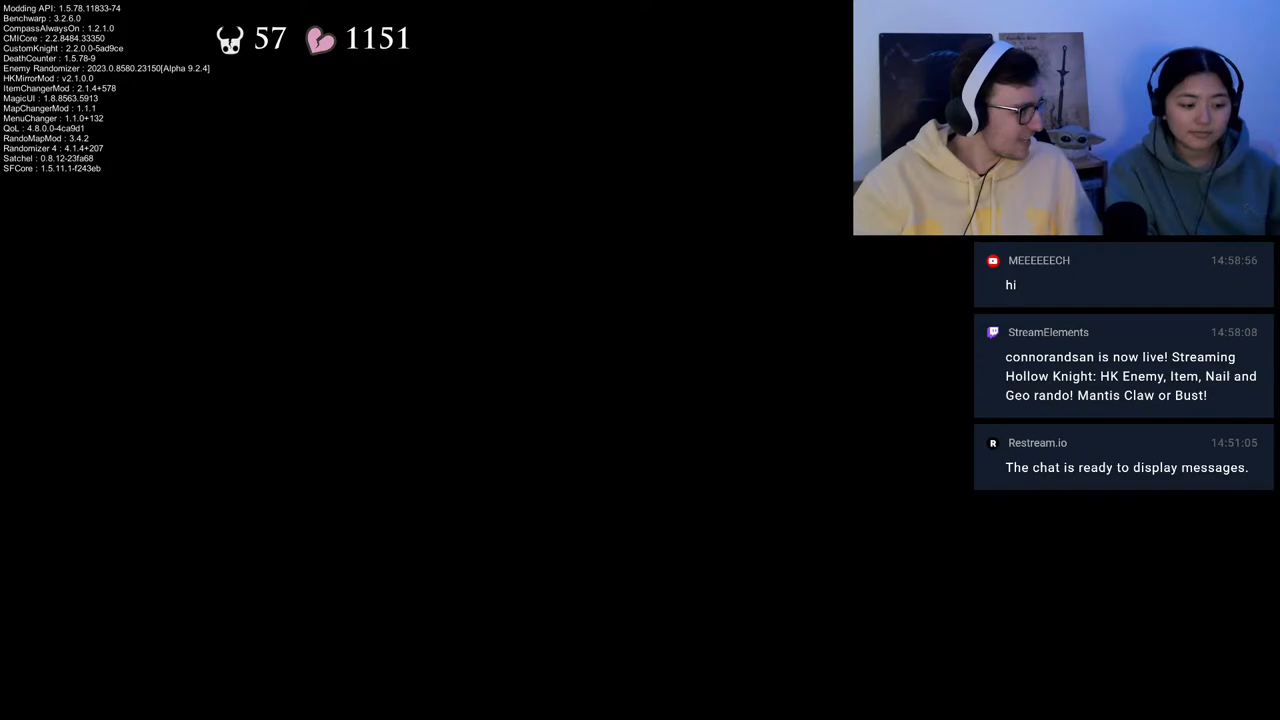 Modding API: 1.5.78.11833-74
Benchwarp : 3.2.6.0
CompassAlwaysOn : 1.2.1.0
CMICore : 2.2.8484.33350
CustomKnight : 2.2.0.0-5ad9ce
DeathCounter : 1.5.78-9
Enemy Randomizer : 2023.0.8580.23150[Alpha 9.2.4]
HKMirrorMod : v2.1.0.0
ItemChangerMod : 2.1.4+578
MagicUI : 1.8.8563.5913
MapChangerMod : 1.1.1
MenuChanger : 1.1.0+132
QoL : 4.8.0.0-4ca9d1
RandoMapMod : 3.4.2
Randomizer 4 : 4.1.4+207
Satchel : 0.8.12-23fa68
SFCore : 1.5.11.1-f243eb
57 1151
MEEEEEECH 14:58:56
hi
StreamElements 14:58:08
connorandsan is now live! Streaming
Hollow Knight: HK Enemy, Item, Nail and
Geo rando! Mantis Claw or Bust!
R Restream.io 14:51:05
The chat is ready to display messages.